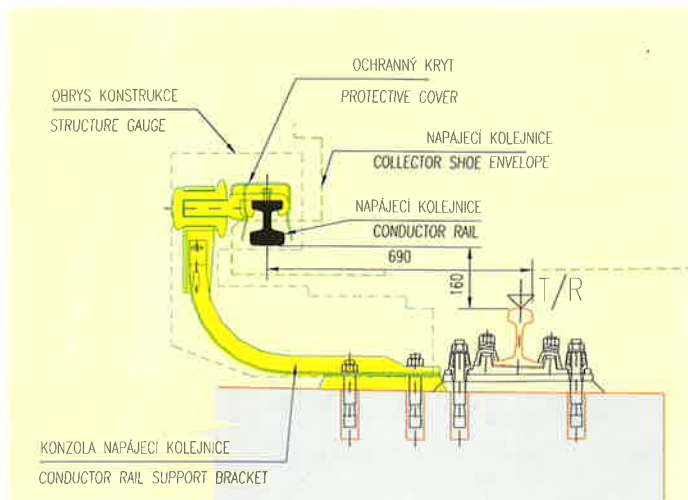 OCHRANNÝ KRYT
PROTECTIVE COVER
OBRYS KONSTRUKCE
STRUCTURE GAUGE
NAPÁJECÍ KOLEJNICE
COLLECTOR SHOE ENVELOPE
NAPÁJECÍ KOLEJNICE
CONDUCTOR RAIL
690
160
T/R
KONZOLA NAPÁJECÍ KOLEJNICE
CONDUCTOR RAIL SUPPORT BRACKET